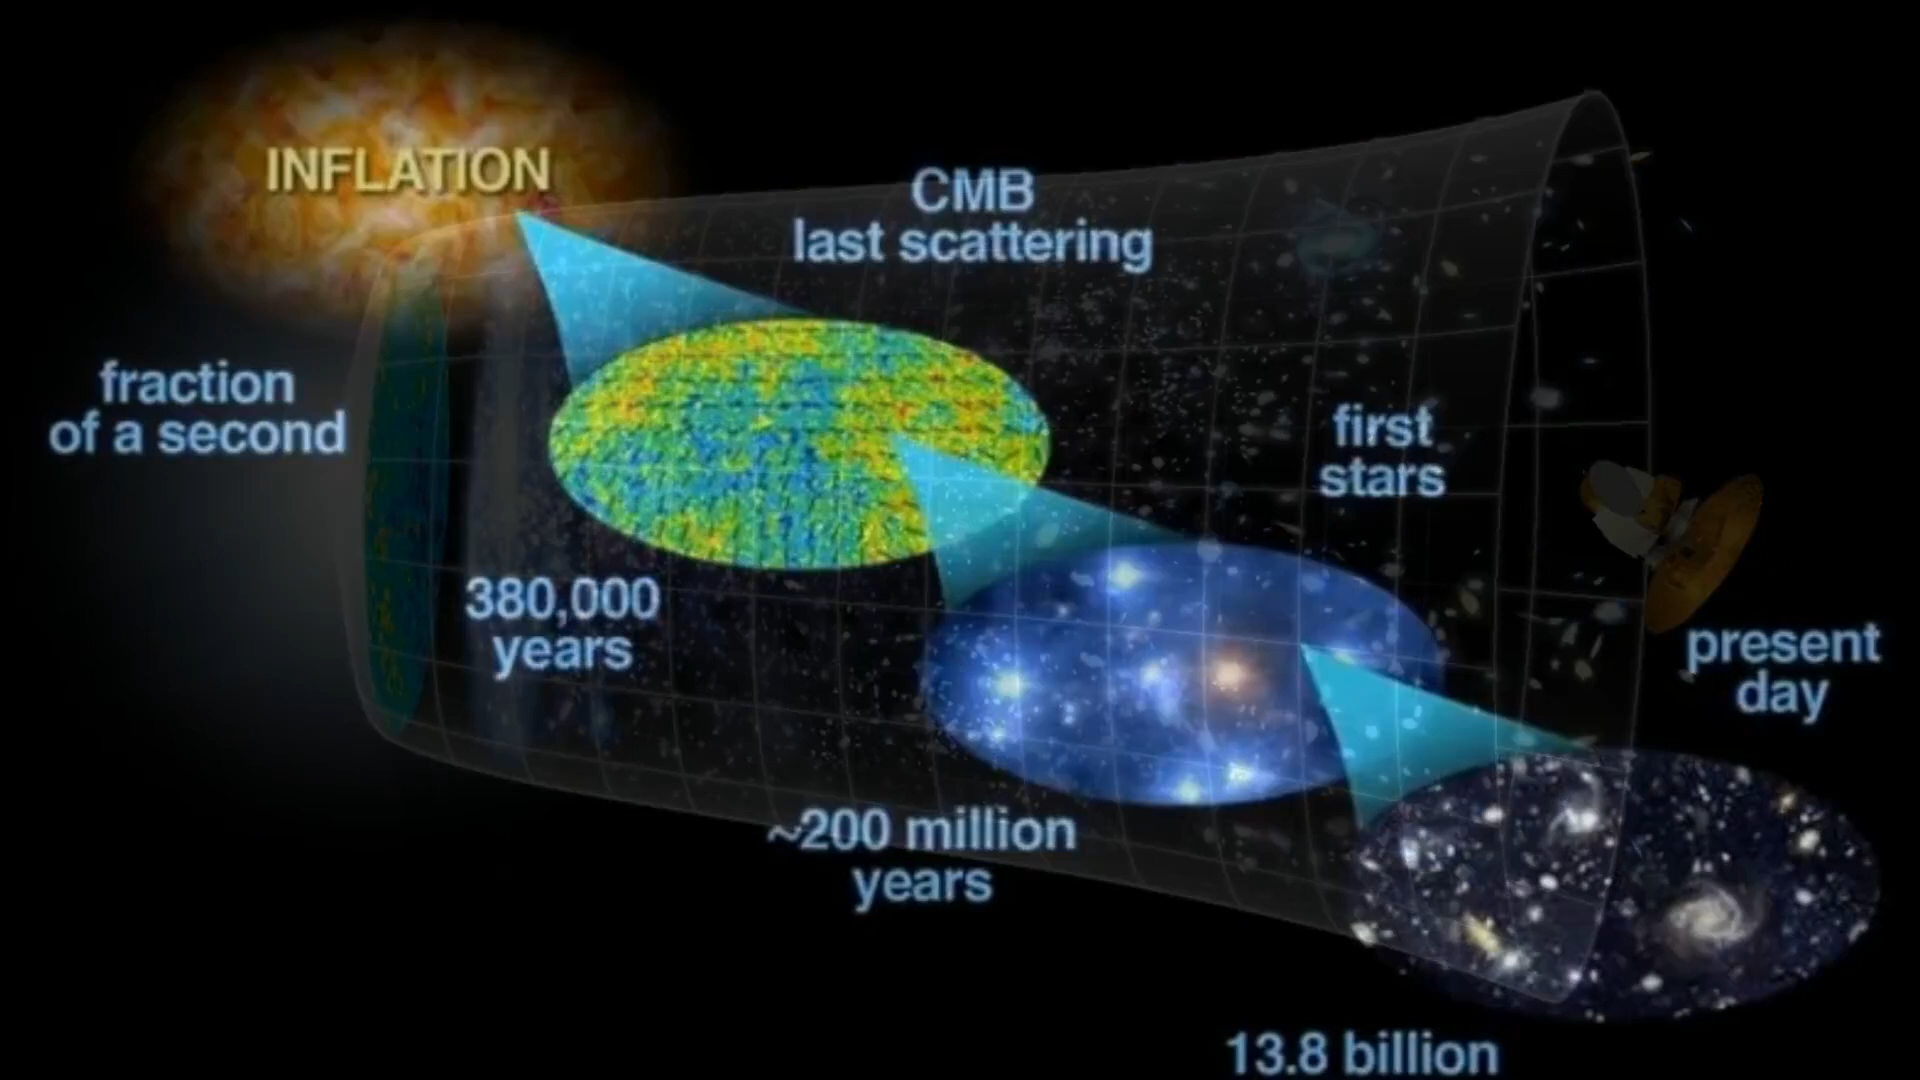 INFLATION
fraction
of a second
CMB
last scattering
380,000
years
first
stars
~200 million
years
present
day
13.8 billion